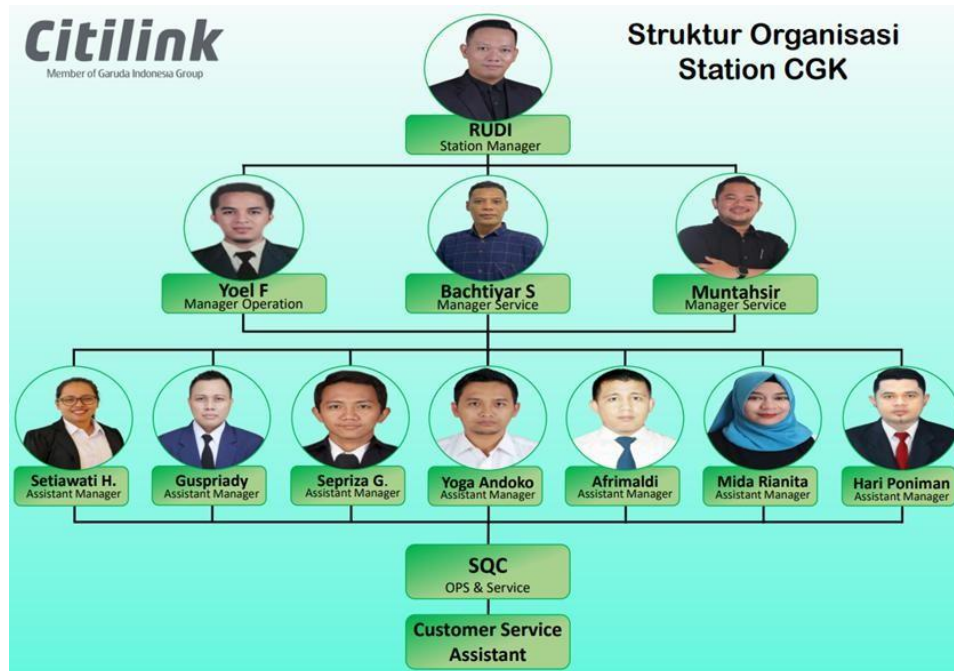 Citilink
Member of Garuda Indonesia Group
Struktur Organisasi
Station CGK
RUDI
Station Manager
Yoel F
Manager Operation
Bachtiyar S
Manager Service
Muntahsir
Manager Service
Setiawati H.
Assistant Manager
Guspriady
Assistant Manager
Sepriza G.
Assistant Manager
Yoga Andoko
Assistant Manager
Afrimaldi
Assistant Manager
Mida Rianita
Assistant Manager
Hari Poniman
Assistant Manager
SQC
OPS & Service
Customer Service
Assistant